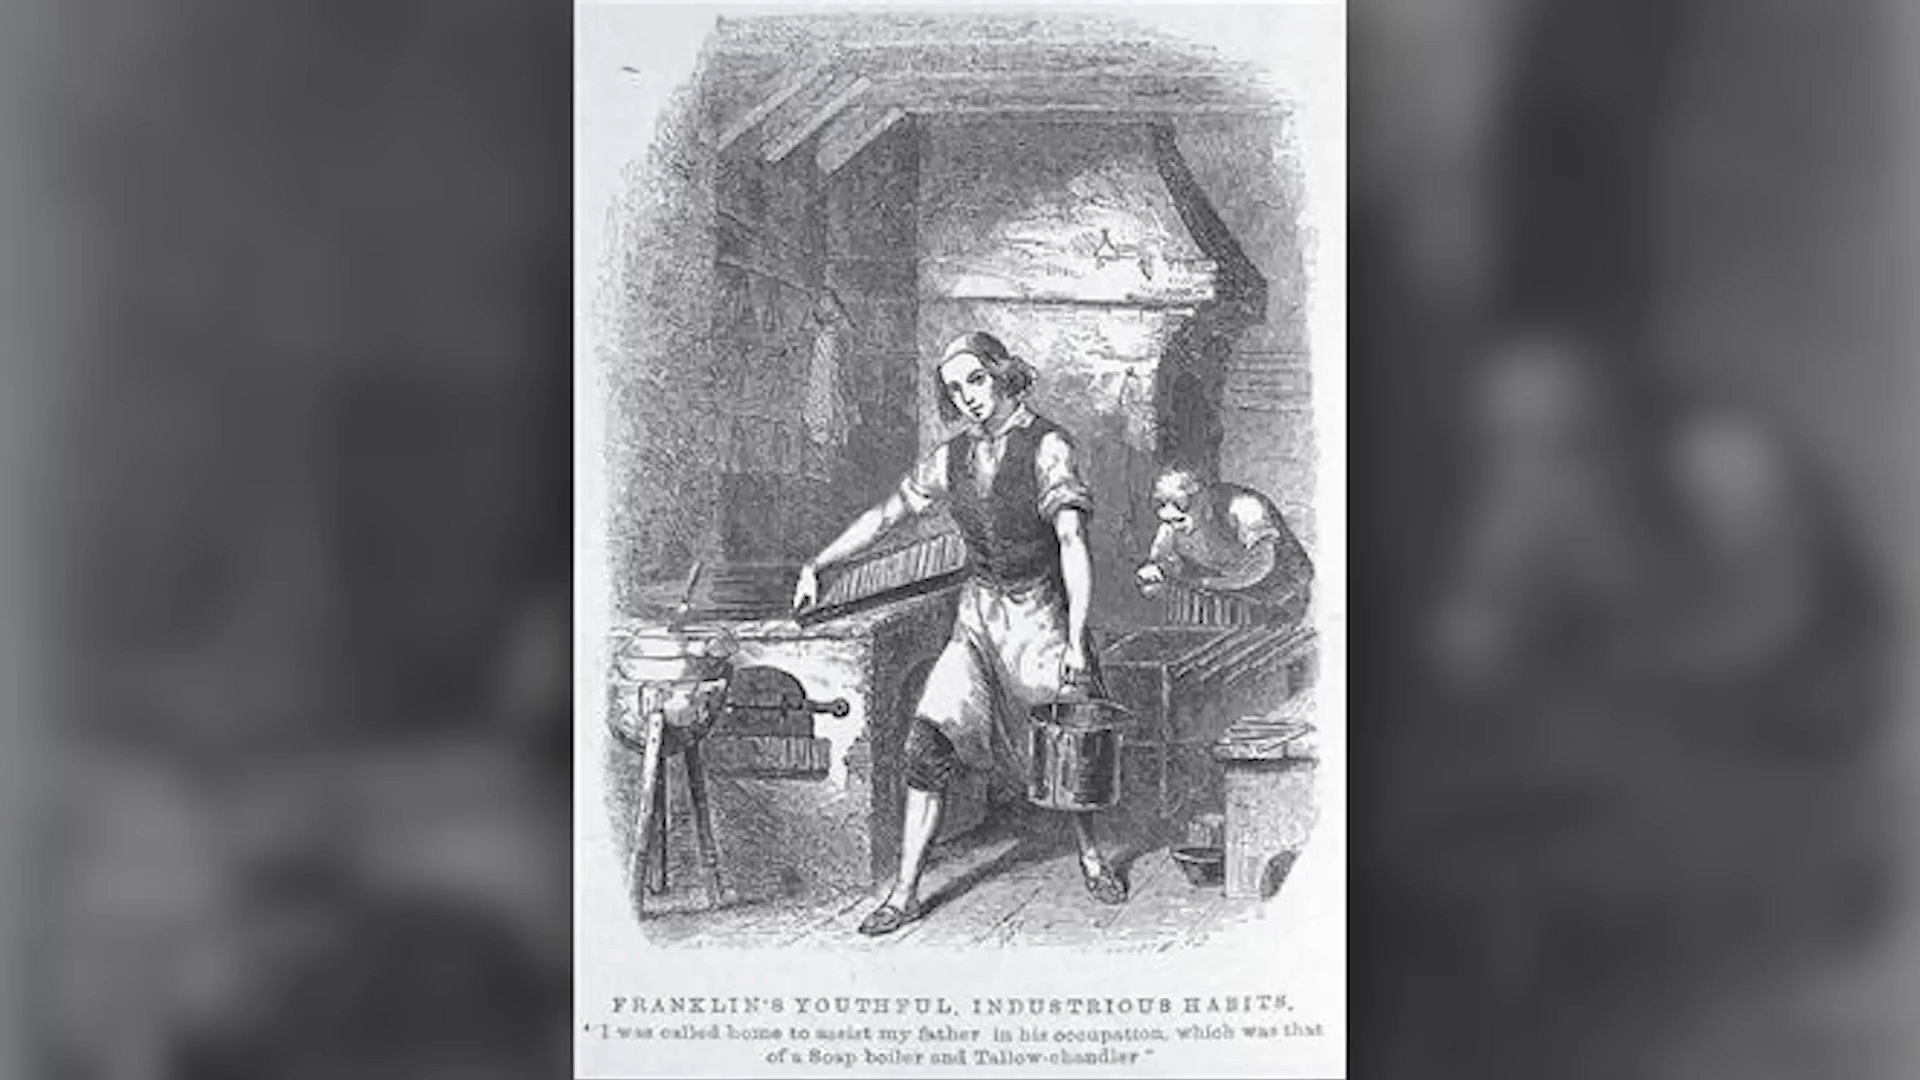 FRANKLIN'S YOUTHFUL, INDUSTRIOUS HABITS.
"I was called home to assist my father in his occupation, which was that
of a Soap boiler and Tallow-chandler"